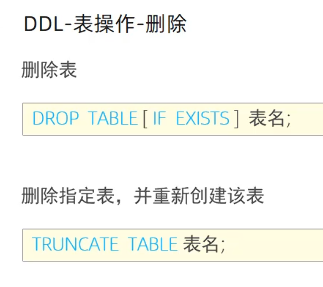 DDL-表操作-删除
删除表
DROP TABLE [ IF EXISTS ] 表名;
删除指定表，并重新创建该表
TRUNCATE TABLE 表名;